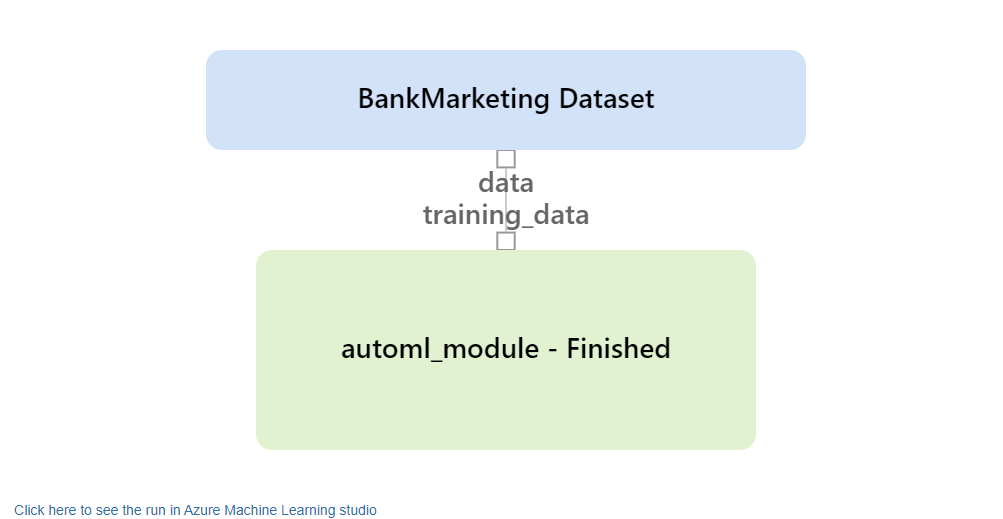 BankMarketing Dataset
data
training_data
automl_module - Finished
Click here to see the run in Azure Machine Learning studio